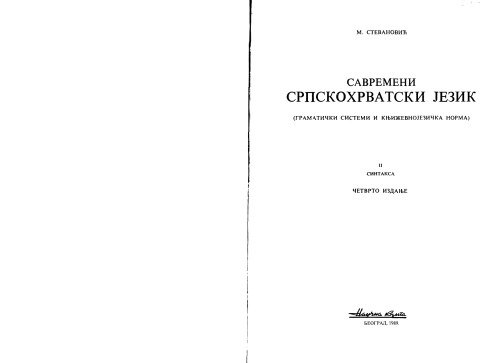 М. СТЕВАНОВИЋ
САВРЕМЕНИ
СРПСКОХРВАТСКИ ЈЕЗИК
(ГРАМАТИЧКИ СИСТЕМИ И КЊИЖЕВНОЈЕЗИЧКА НОРМА)
II
СИНТАКСА
ЧЕТВРТО ИЗДАЊЕ
Научна књига
БЕОГРАД, 1989.